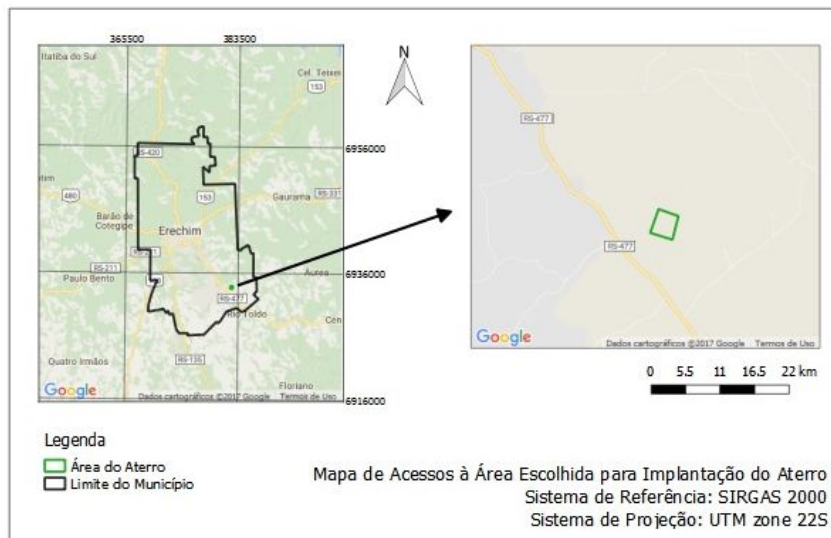 365500
383500
Itatiba do Sul
Cel. Teixei
153
N
RS-420
6956000
480
153
Gaurama
RS-331
Barão de
Cotegipe
Erechim
RS-211
Paulo Bento
Áurea
6936000
RS-477
Rio Toldo
Cen
RS-135
Quatro Irmãos
Floriano
Google
Dados cartográficos ©2017 Google
Termos de Uso
6916000
RS-477
RS-477
Google
Dados cartográficos ©2017 Google
Termos de Uso
0 5.5 11 16.5 22 km
Legenda
Área do Aterro
Limite do Município
Mapa de Acessos à Área Escolhida para Implantação do Aterro
Sistema de Referência: SIRGAS 2000
Sistema de Projeção: UTM zone 22S